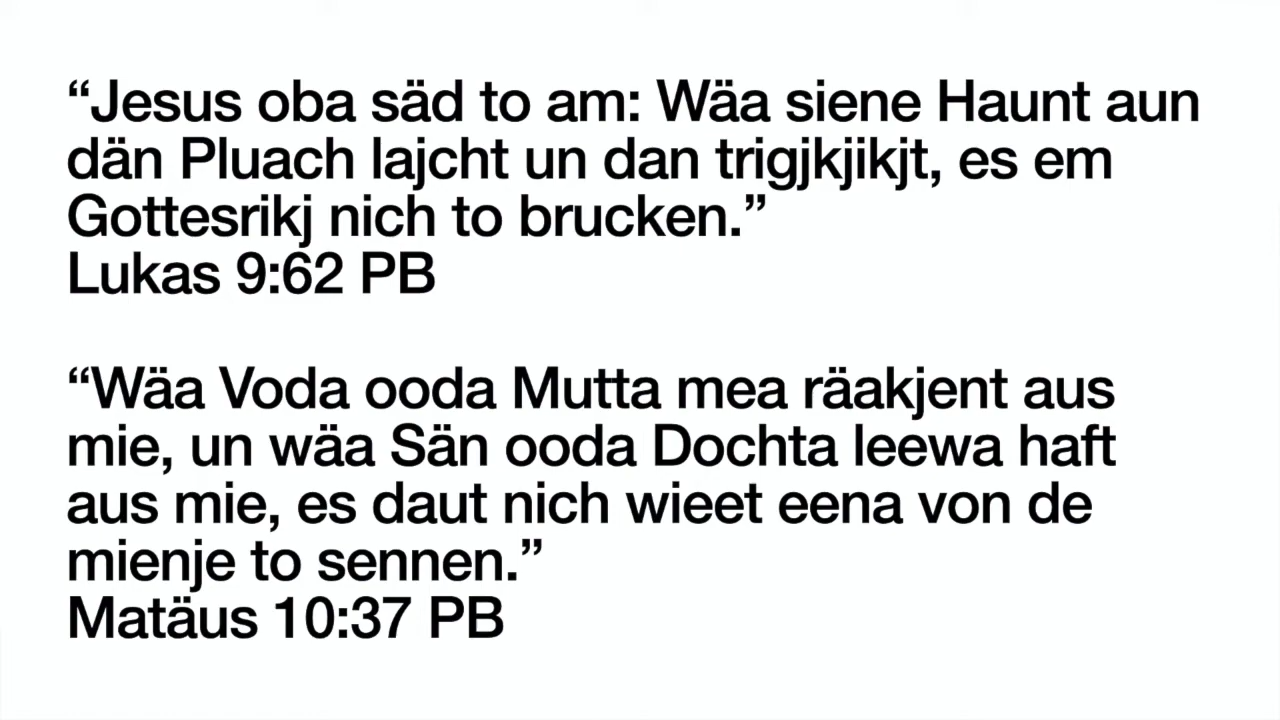 “Jesus oba säd to am: Wäa siene Haunt aun
dän Pluach lajcht un dan trigjkjikjt, es em
Gottesrikj nich to brucken.”
Lukas 9:62 PB
“Wäa Voda ooda Mutta mea räakjent aus
mie, un wäa Sän ooda Dochta leewa haft
aus mie, es daut nich wieet eena von de
mienje to sennen.”
Matäus 10:37 PB